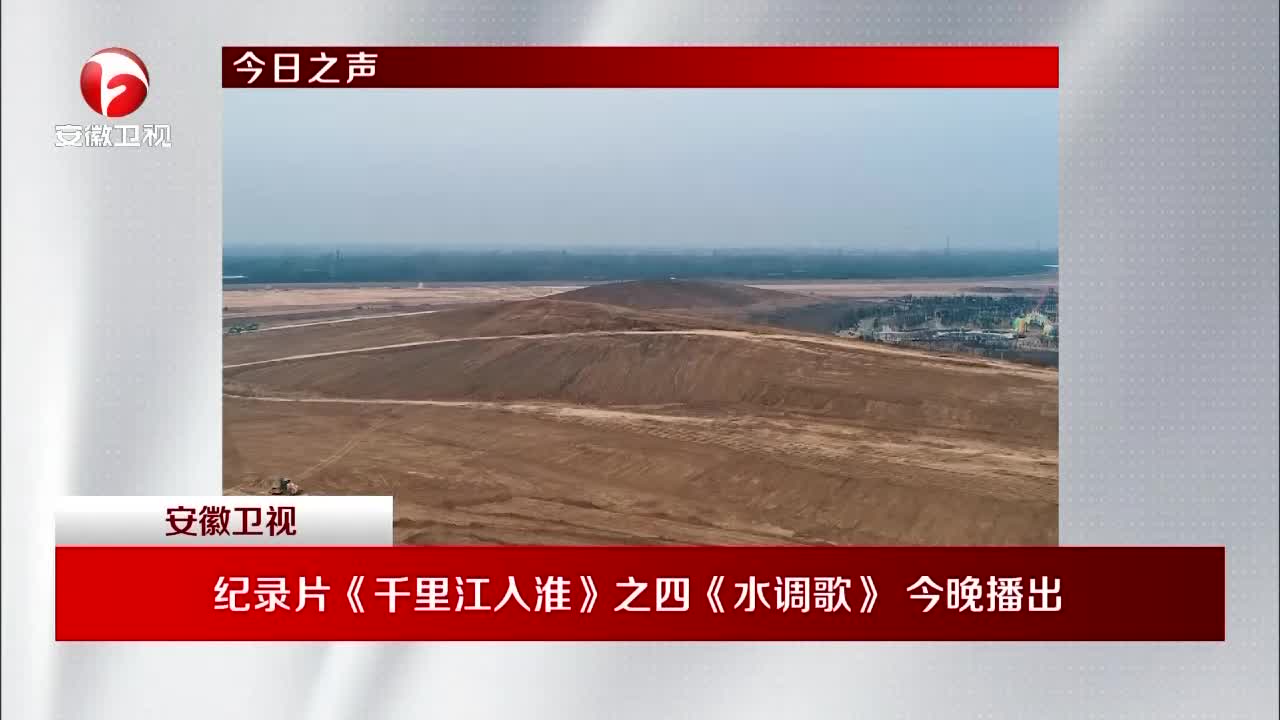 今日之声
安徽卫视
安徽卫视
纪录片《千里江入淮》之四《水调歌》 今晚播出